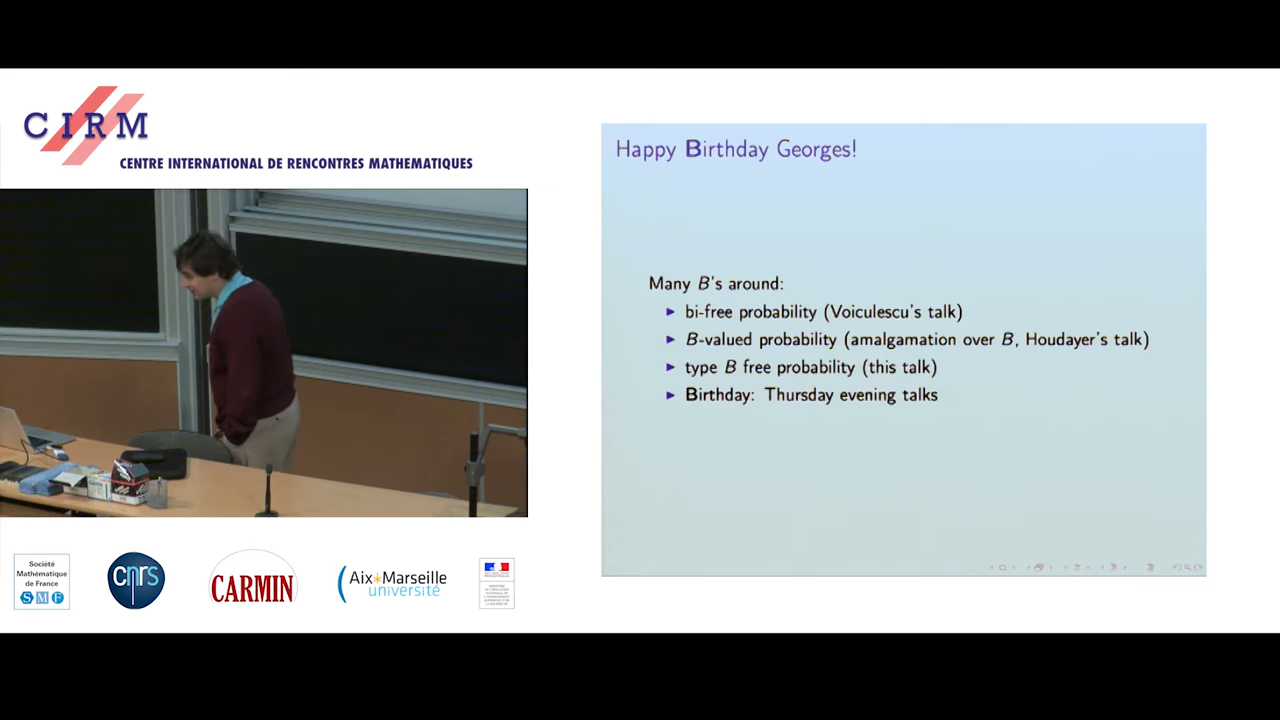 CIRM
CENTRE INTERNATIONAL DE RENCONTRES MATHEMATIQUES
Happy Birthday Georges!
Many B's around:
bi-free probability (Voiculescu's talk)
B-valued probability (amalgamation over B, Houdayer's talk)
type B free probability (this talk)
Birthday: Thursday evening talks
Société
Mathématique
de France
SMF
cnrs
CARMIN
Aix*Marseille
université